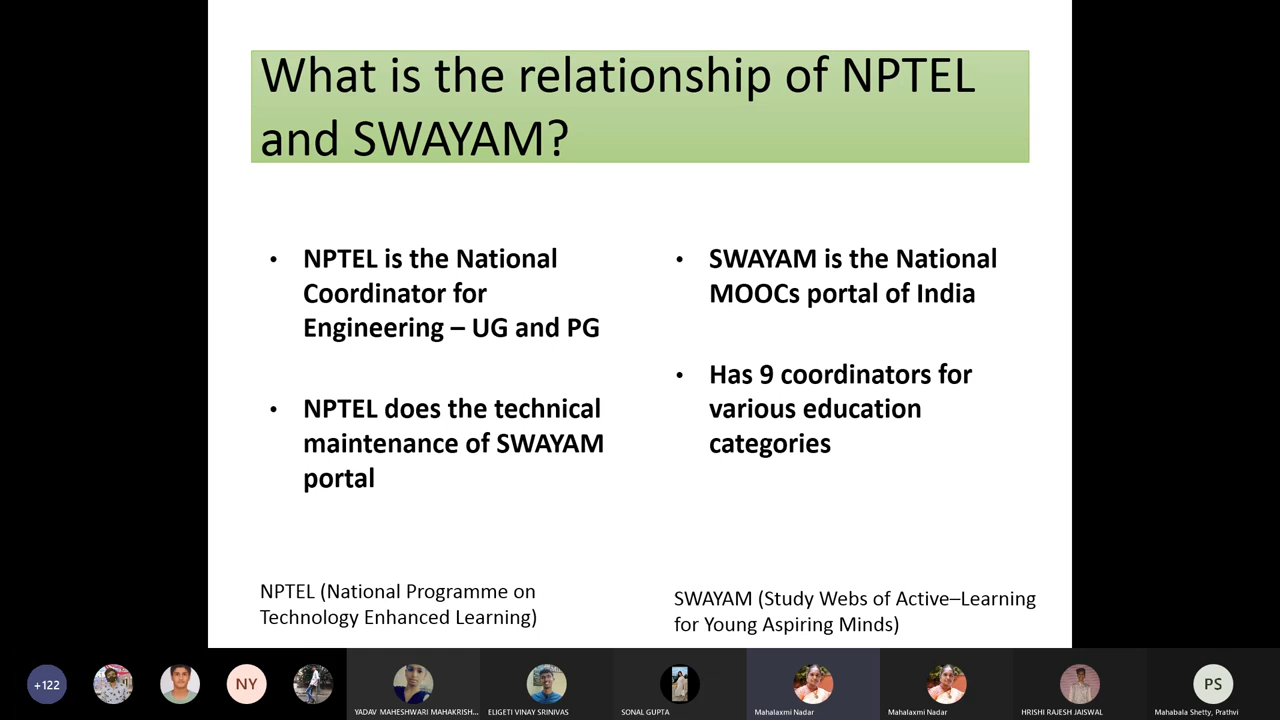 What is the relationship of NPTEL
and SWAYAM?
• NPTEL is the National
Coordinator for
Engineering – UG and PG
• NPTEL does the technical
maintenance of SWAYAM
portal
• SWAYAM is the National
MOOCs portal of India
• Has 9 coordinators for
various education
categories
NPTEL (National Programme on
Technology Enhanced Learning)
SWAYAM (Study Webs of Active–Learning
for Young Aspiring Minds)
+122
NY
YADAV MAHESHWARI MAHAKRISH...
ELIGETI VINAY SRINIVAS
SONAL GUPTA
Mahalaxmi Nadar
Mahalaxmi Nadar
HRISHI RAJESH JAISWAL
PS
Mahabala Shetty, Prathvi